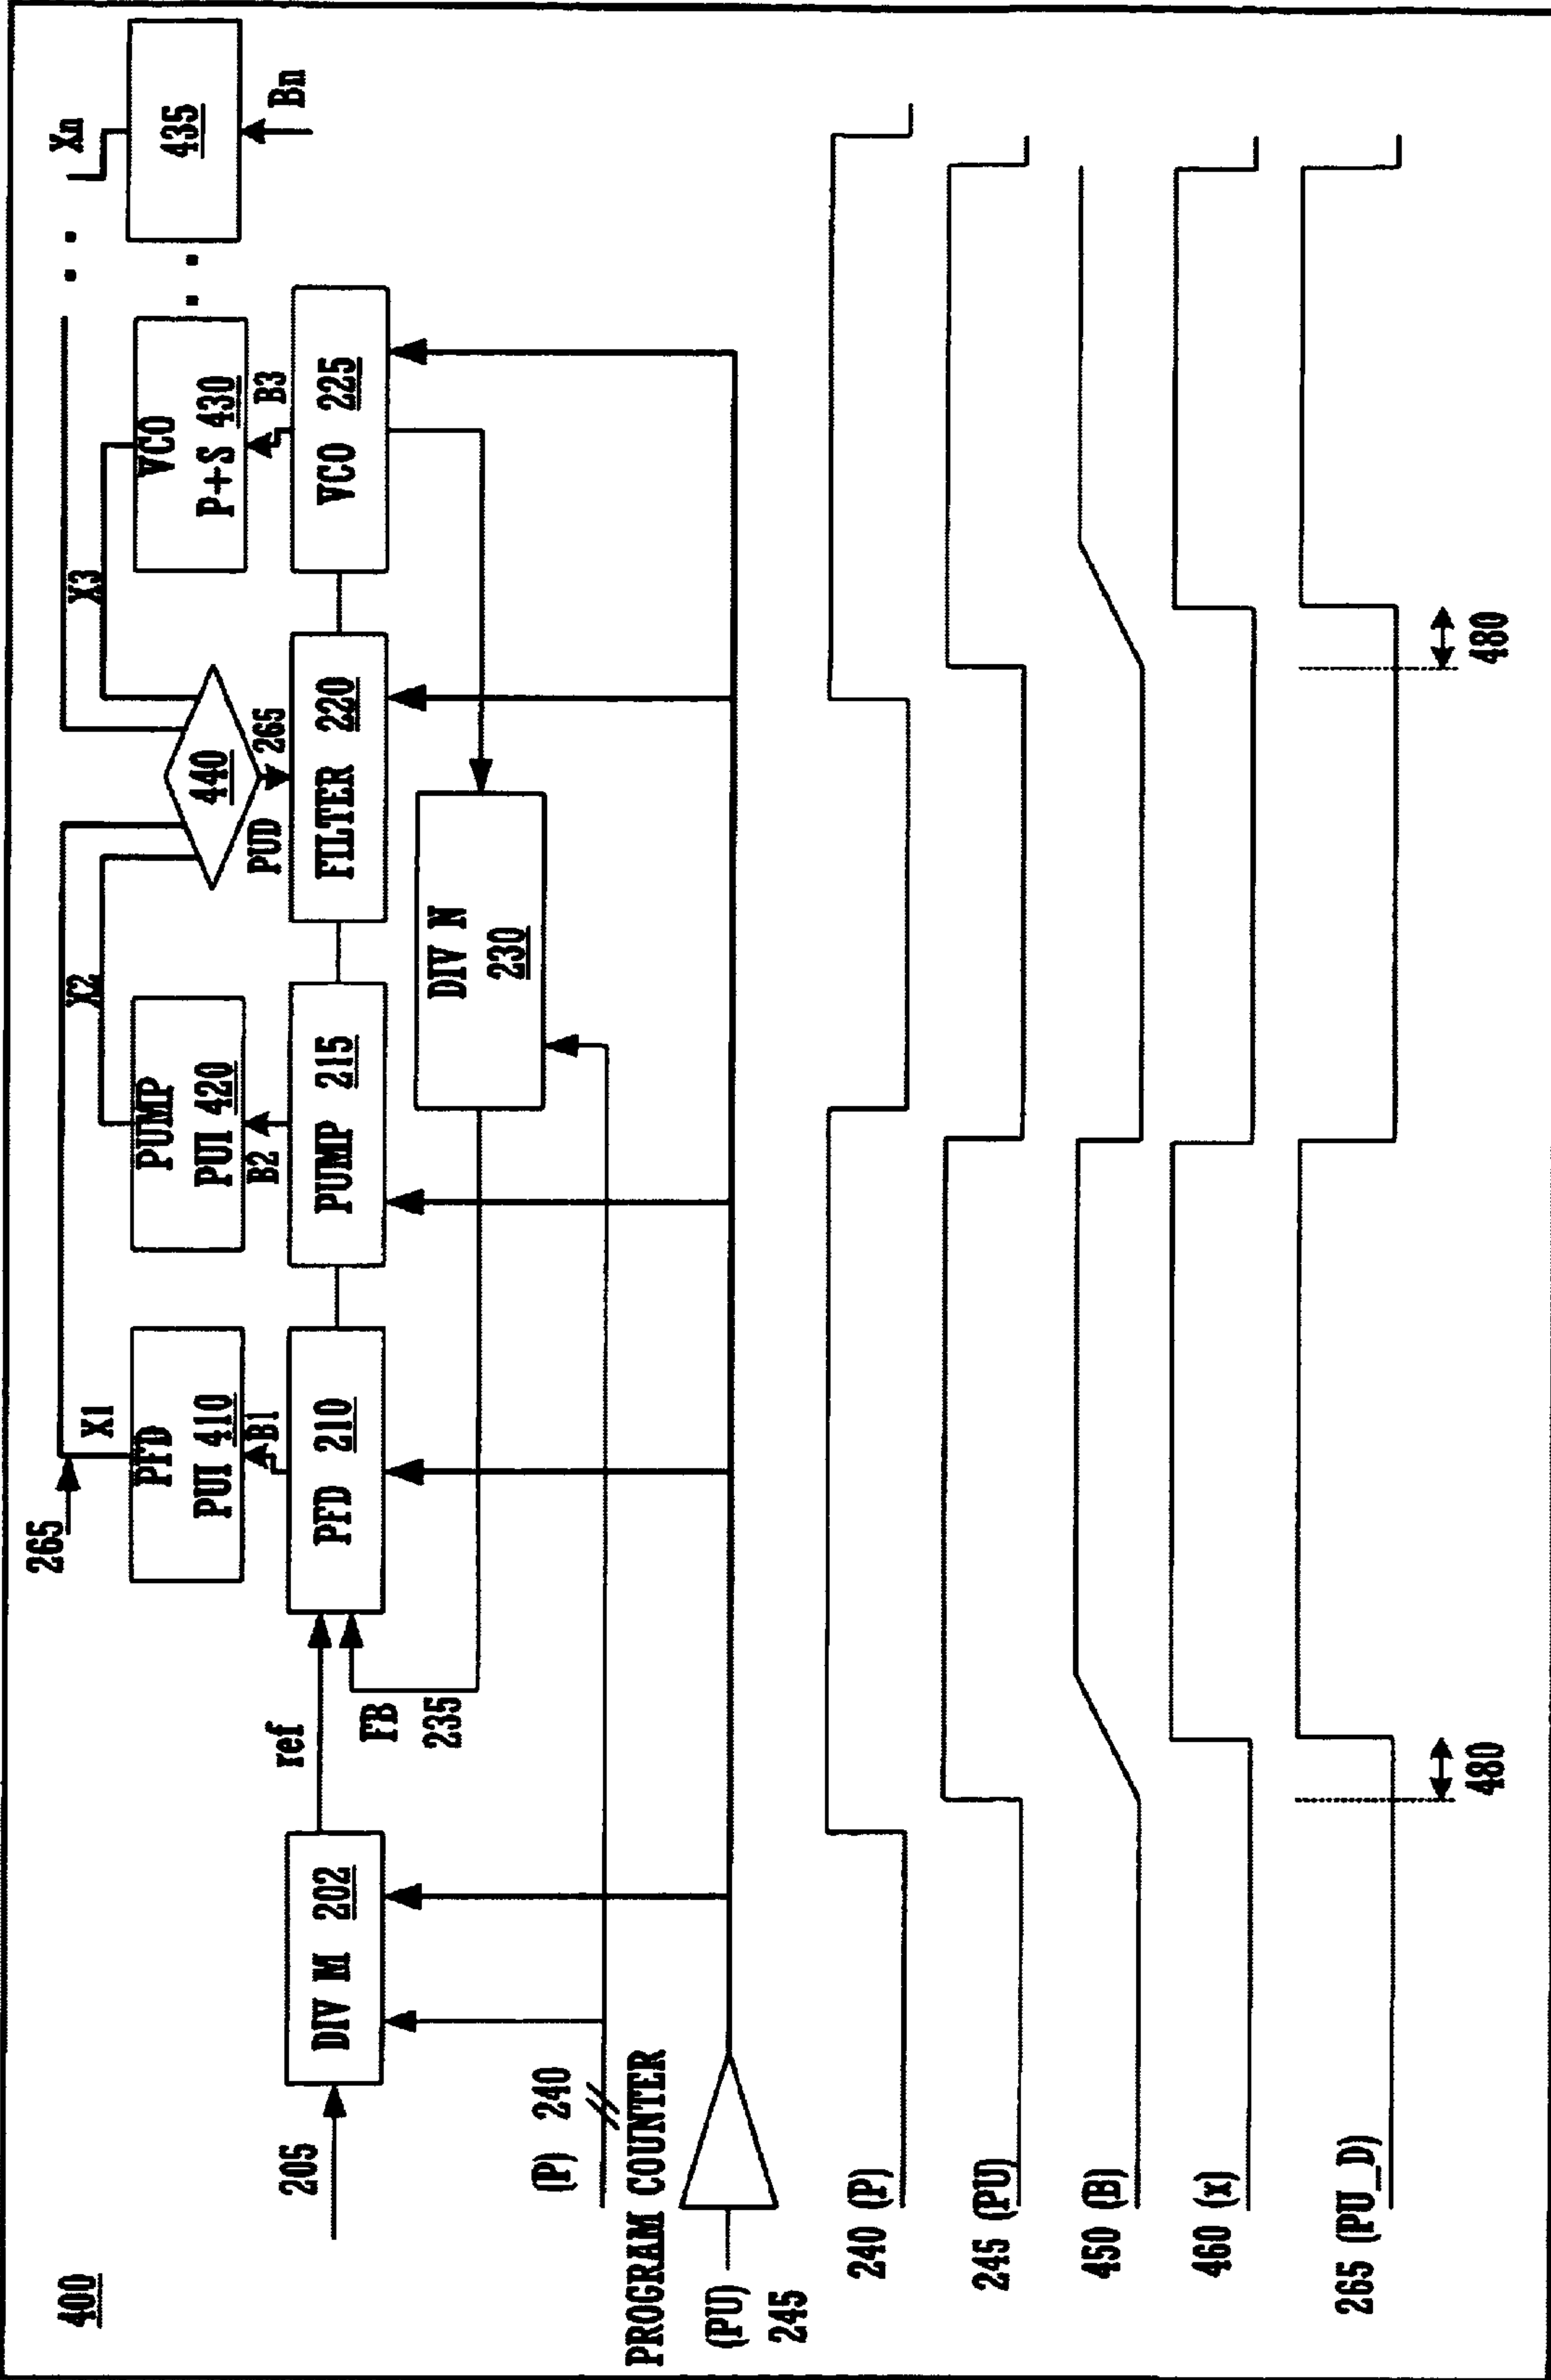 400
265
X1
X2
X3
Xn
PFD
PUI 410
PUMP
PUI 420
440
VCO
P+S 430
435
B1
B2
PUD
265
B3
Bn
205
DIV M 202
ref
PFD 210
PUMP 215
FILTER 220
VCO 225
FB
235
DIV N
230
(P) 240
PROGRAM COUNTER
(PU)
245
240 (P)
245 (PU)
450 (B)
460 (x)
265 (PU_D)
480
480